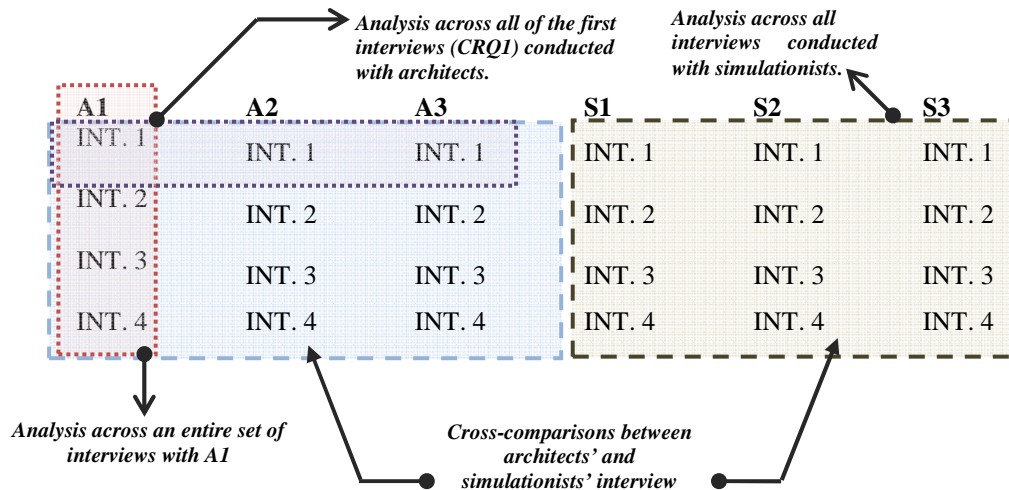 Analysis across all of the first
interviews (CRQ1) conducted
with architects.
Analysis across all
interviews conducted
with simulationists.
A1 A2 A3 S1 S2 S3
INT. 1 INT. 1 INT. 1 INT. 1 INT. 1 INT. 1
INT. 2 INT. 2 INT. 2 INT. 2 INT. 2 INT. 2
INT. 3 INT. 3 INT. 3 INT. 3 INT. 3 INT. 3
INT. 4 INT. 4 INT. 4 INT. 4 INT. 4 INT. 4
Analysis across an entire set of
interviews with A1
Cross-comparisons between
architects’ and
simulationists’ interview